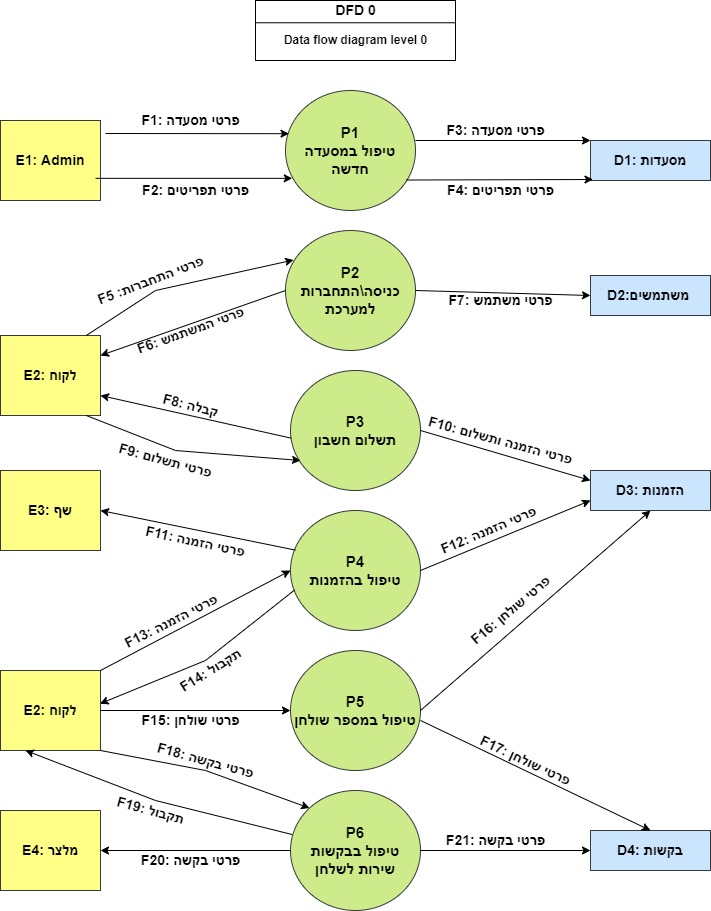 DFD 0
Data flow diagram level 0
E1: Admin
F1: פרטי מסעדה
F2: פרטי תפריטים
P1
טיפול במסעדה
חדשה
F3: פרטי מסעדה
F4: פרטי תפריטים
D1: מסעדות
F5 :פרטי התחברות
F6: פרטי המשתמש
P2
כניסה\התחברות
למערכת
F7: פרטי משתמש
D2:משתמשים
E2: לקוח
F8: קבלה
F9: פרטי תשלום
P3
תשלום חשבון
F10: פרטי הזמנה ותשלום
D3: הזמנות
E3: שף
F11: פרטי הזמנה
P4
טיפול בהזמנות
F12: פרטי הזמנה
F13: פרטי הזמנה
F14: תקבול
F16: פרטי שולחן
E2: לקוח
F15: פרטי שולחן
P5
טיפול במספר שולחן
F17: פרטי שולחן
F18: פרטי בקשה
F19: תקבול
E4: מלצר
F20: פרטי בקשה
P6
טיפול בבקשות
שירות לשלחן
F21: פרטי בקשה
D4: בקשות